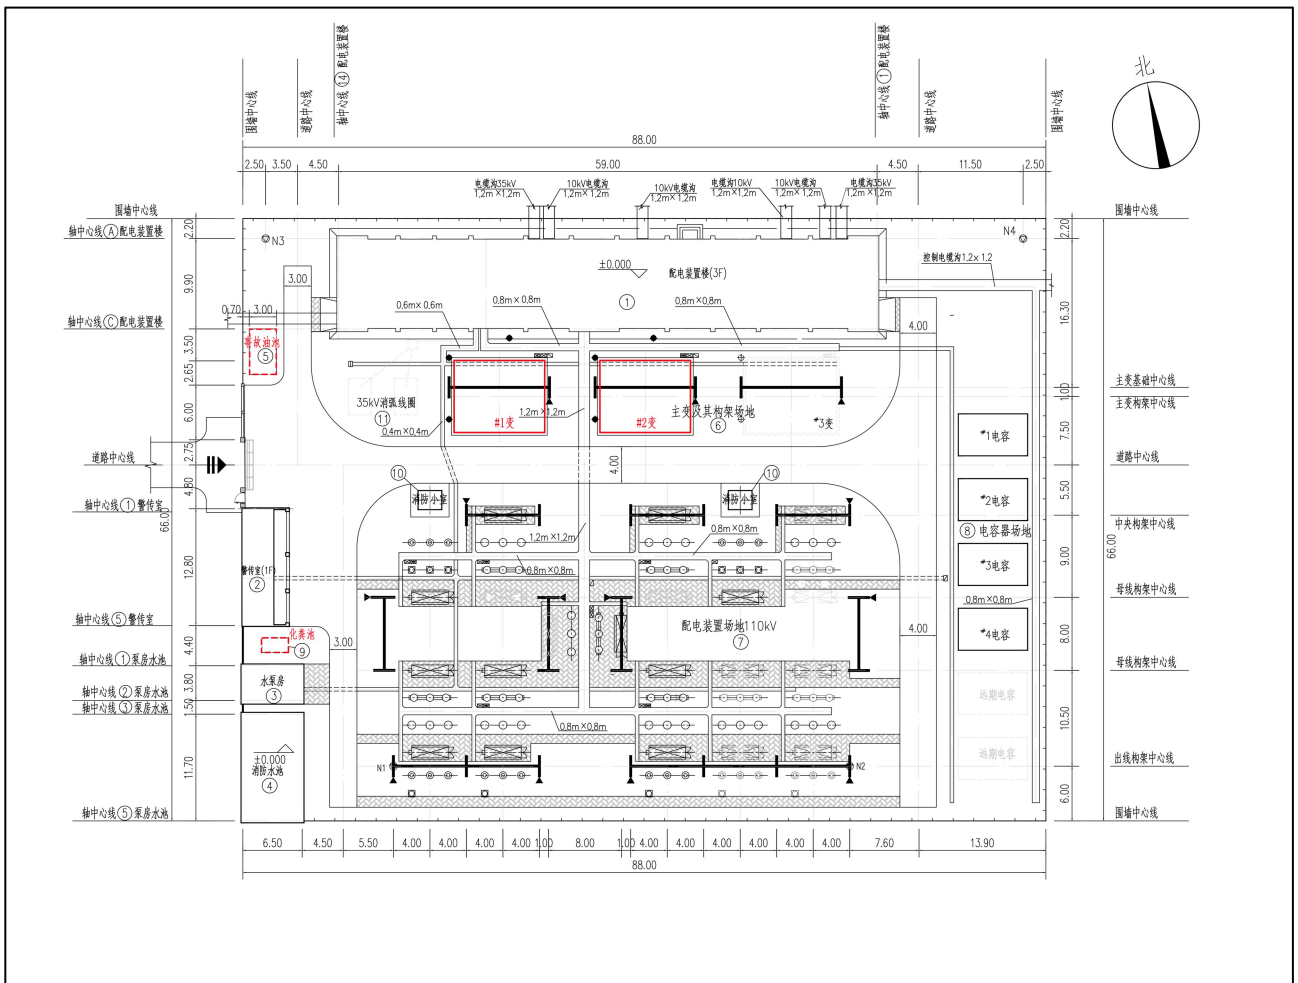 围墙中心线
道路中心线
轴中心线⑭配电装置楼
轴中心线①配电装置楼
道路中心线
围墙中心线
北
88.00
2.50
3.50
4.50
59.00
4.50
11.50
2.50
电缆沟35kV
1,2m×1,2m
10kV电缆沟
1,2m×1,2m
10kV电缆沟
1,2m×1,2m
电缆沟10kV
1,2m×1,2m
10kV电缆沟
1,2m×1,2m
电缆沟35kV
1,2m×1,2m
围墙中心线
2.20
围墙中心线
2.20
轴中心线Ⓐ配电装置楼
N3
N4
±0.000
配电装置楼(3F)
控制电缆沟1.2×1.2
3.00
9.90
①
0.6m×0.6m
0.8m×0.8m
0.8m×0.8m
16.30
0.70
3.00
轴中心线Ⓒ配电装置楼
4.00
事故油池
⑤
3.50
2.65
主变基础中心线
1.00
35kV消弧线圈
⑪
主变构架中心线
6.00
1,2m×1,2m
主变及其构架场地
⑥
#1变
#2变
*3变
0.4m×0.4m
*1电容
7.50
道路中心线
2.75
4.00
道路中心线
⑩
⑩
4.80
消防小室
消防小室
*2电容
5.50
轴中心线①警传室
66.00
中央构架中心线
⑧电容器场地
0.8m×0.8m
1,2m×1,2m
66.00
12.80
警传室(1F)
②
0.8m×0.8m
*3电容
9.00
母线构架中心线
0.8m×0.8m
轴中心线⑤警传室
化粪池
⑨
配电装置场地110kV
⑦
4.00
*4电容
8.00
4.40
3.00
轴中心线①泵房水池
母线构架中心线
水泵房
③
3.80
轴中心线②泵房水池
远期电容
1.50
轴中心线③泵房水池
10.50
0.8m×0.8m
±0.000
消防水池
④
远期电容
11.70
N1
N2
出线构架中心线
6.00
轴中心线⑤泵房水池
围墙中心线
6.50
4.50
5.50
4.00
4.00
4.00
4.00
1.00
8.00
1.00
4.00
4.00
4.00
4.00
4.00
4.00
7.60
13.90
88.00